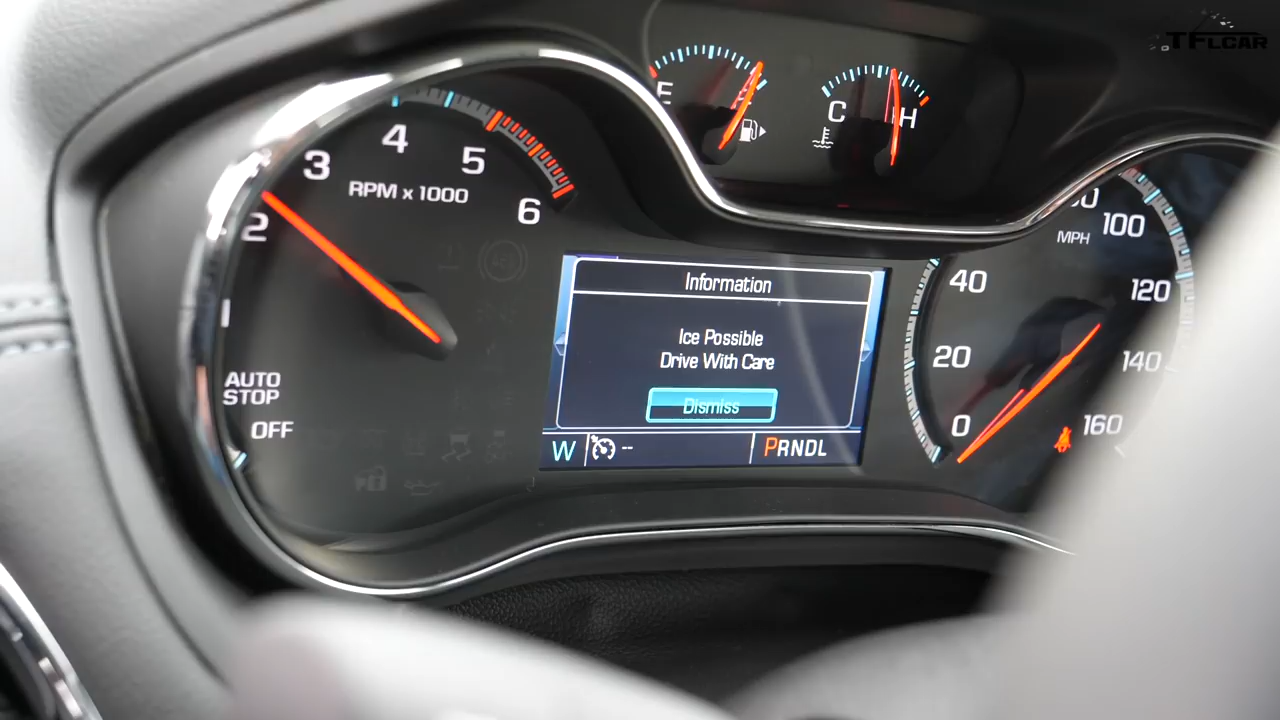 TFLCAR
E
C
H
2
3
4
5
6
RPM x 1000
1
AUTO
STOP
OFF
Information
Ice Possible
Drive With Care
Dismiss
W
--
PRNDL
0
20
40
100
120
140
160
MPH